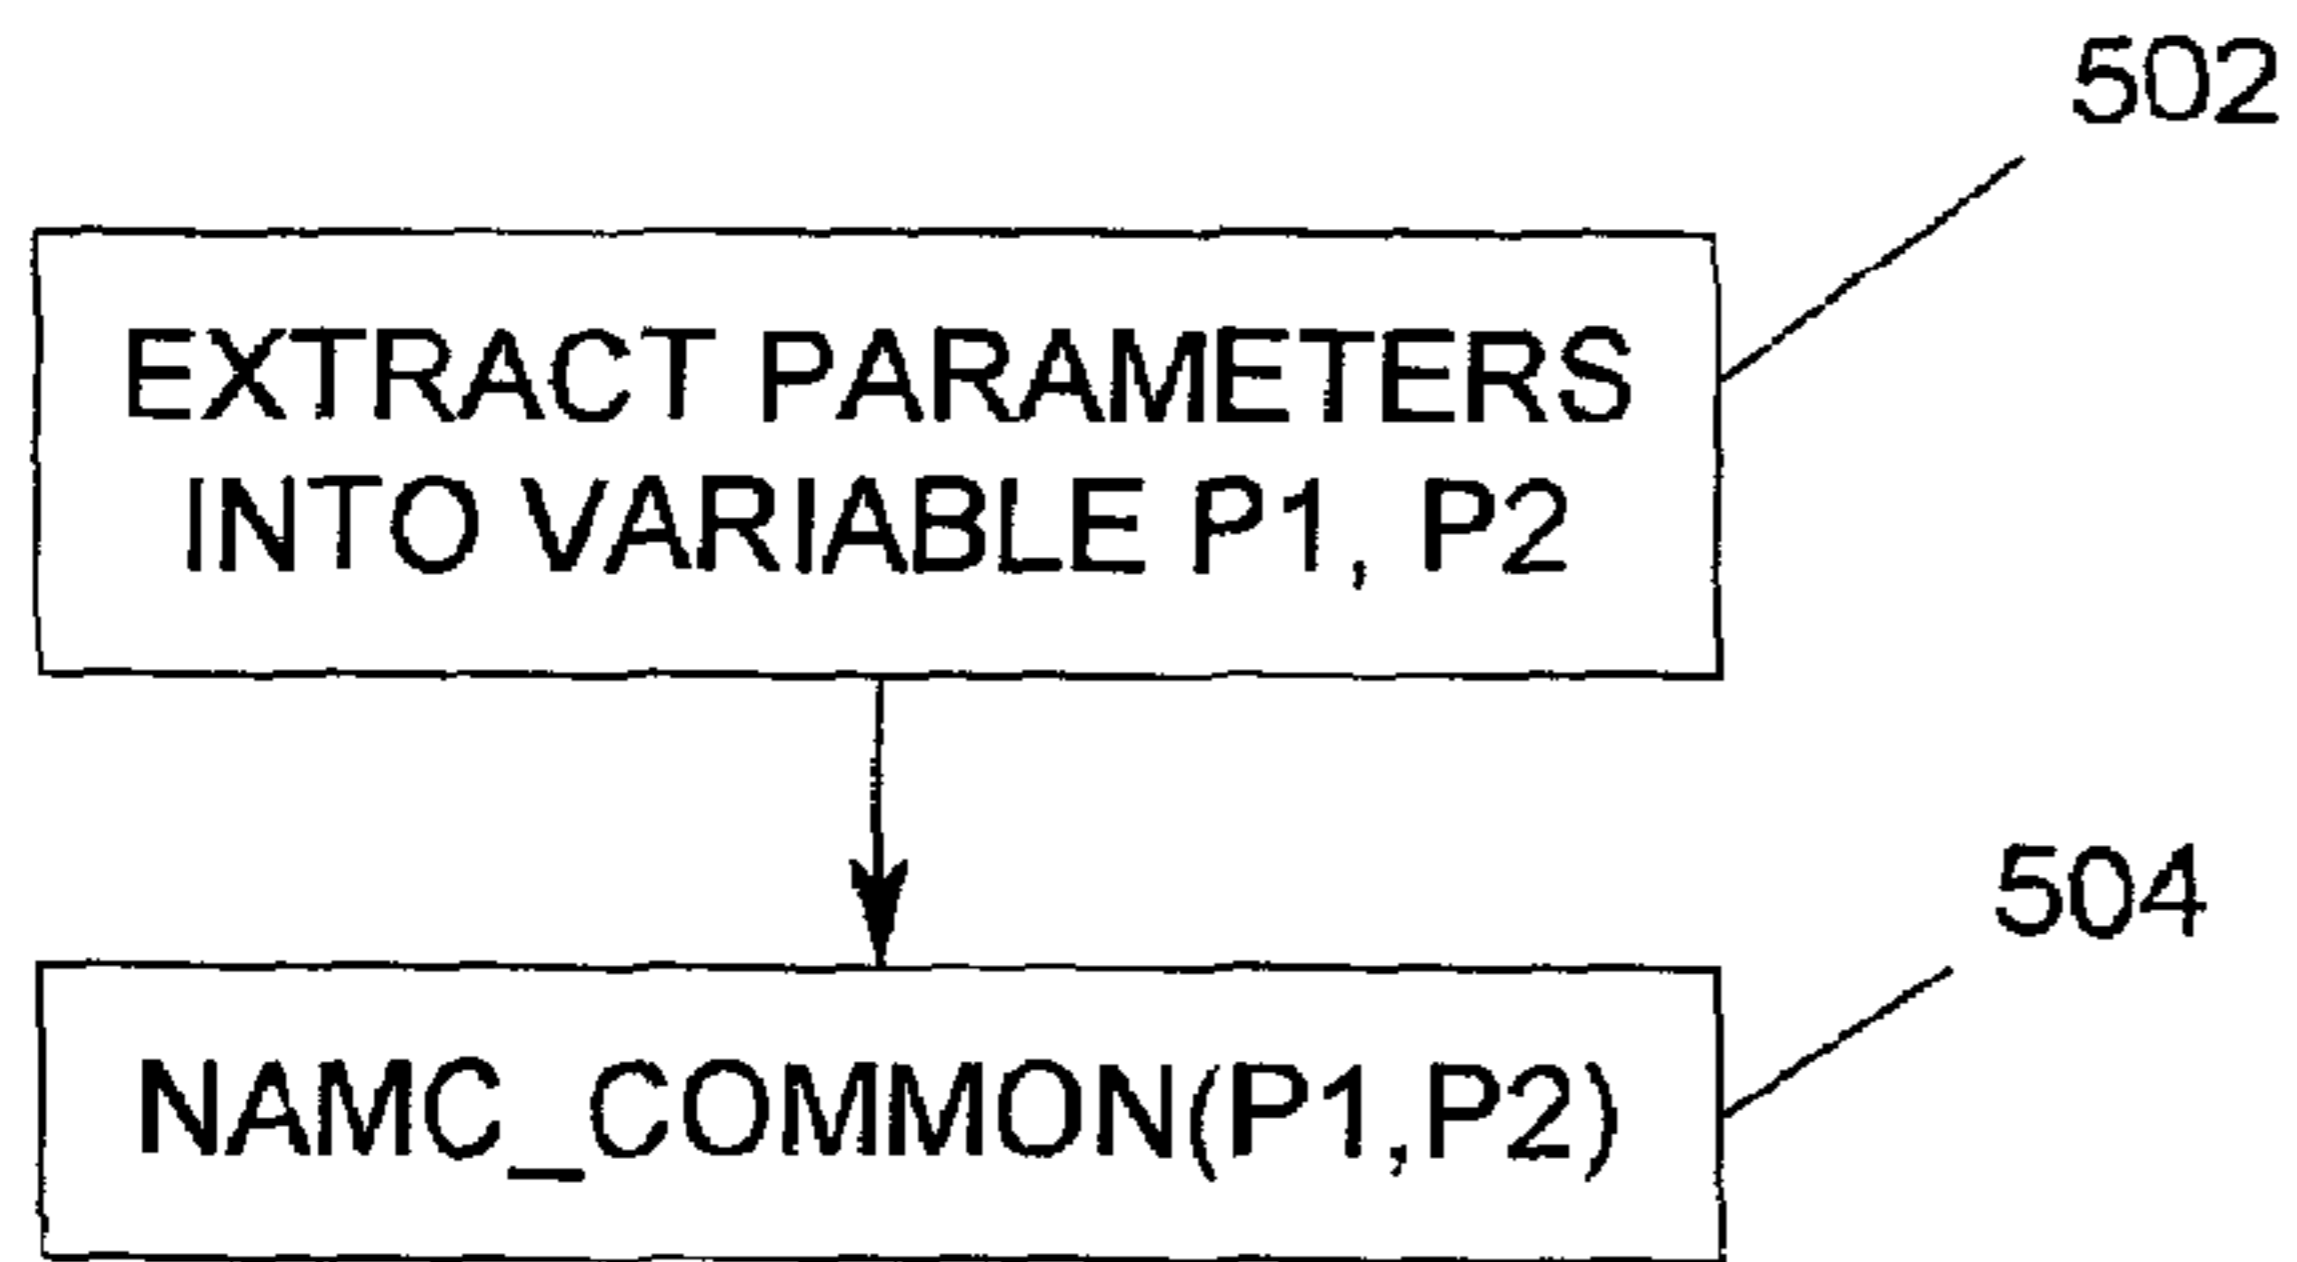 502
EXTRACT PARAMETERS
INTO VARIABLE P1, P2
504
NAMC_COMMON(P1,P2)